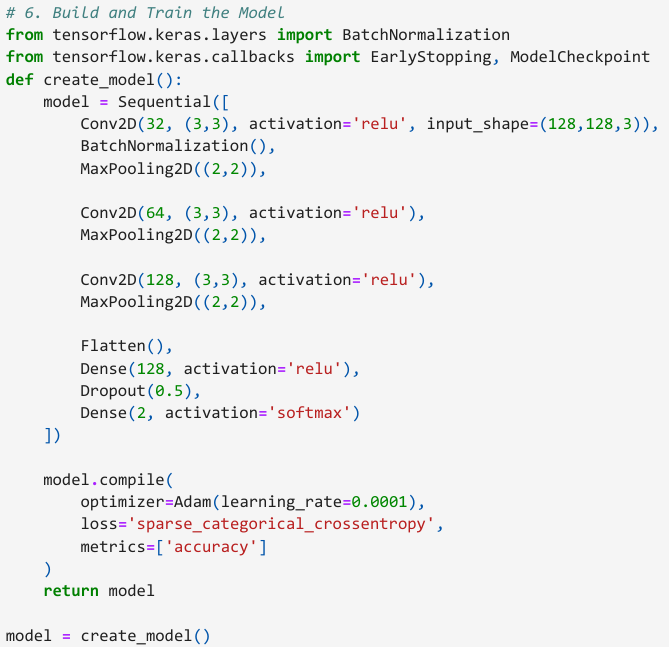 # 6. Build and Train the Model
from tensorflow.keras.layers import BatchNormalization
from tensorflow.keras.callbacks import EarlyStopping, ModelCheckpoint
def create_model():
    model = Sequential([
        Conv2D(32, (3,3), activation='relu', input_shape=(128,128,3)),
        BatchNormalization(),
        MaxPooling2D((2,2)),

        Conv2D(64, (3,3), activation='relu'),
        MaxPooling2D((2,2)),

        Conv2D(128, (3,3), activation='relu'),
        MaxPooling2D((2,2)),

        Flatten(),
        Dense(128, activation='relu'),
        Dropout(0.5),
        Dense(2, activation='softmax')
    ])

    model.compile(
        optimizer=Adam(learning_rate=0.0001),
        loss='sparse_categorical_crossentropy',
        metrics=['accuracy']
    )
    return model

model = create_model()